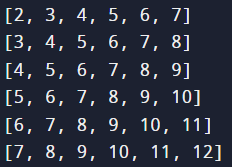 [2, 3, 4, 5, 6, 7]
[3, 4, 5, 6, 7, 8]
[4, 5, 6, 7, 8, 9]
[5, 6, 7, 8, 9, 10]
[6, 7, 8, 9, 10, 11]
[7, 8, 9, 10, 11, 12]